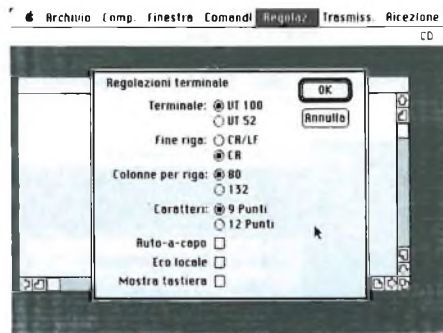 Archivio Comp. Finestra Comandi Regolaz. Trasmiss. Ricezione
CD
Regolazioni terminale
OK
Terminale: VT 100
Annulla
VT 52
Fine riga: CR/LF
CR
Colonne per riga: 80
132
Caratteri: 9 Punti
12 Punti
Auto-a-capo
Eco locale
Mostra tastiera